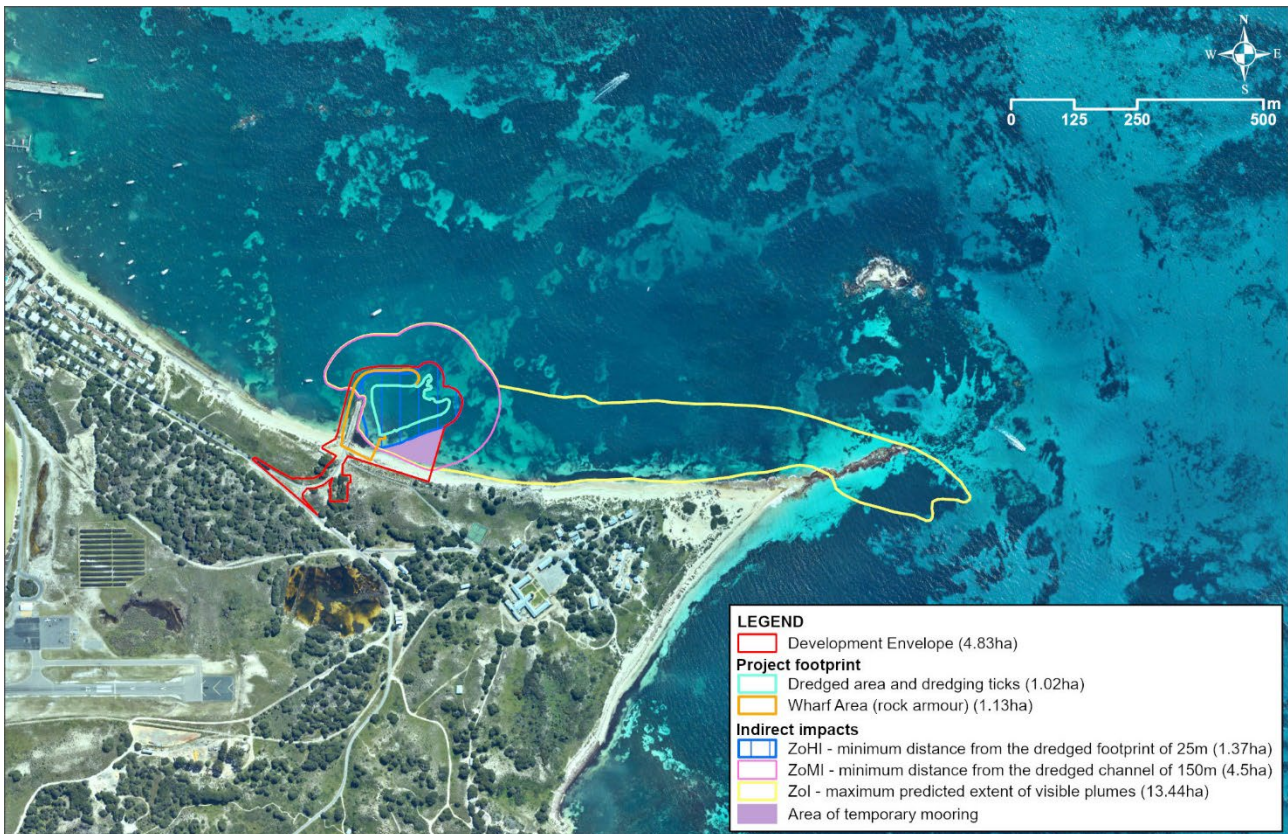 N
W E
S
m
0 125 250 500
LEGEND
Development Envelope (4.83ha)
Project footprint
Dredged area and dredging ticks (1.02ha)
Wharf Area (rock armour) (1.13ha)
Indirect impacts
ZoHI - minimum distance from the dredged footprint of 25m (1.37ha)
ZoMI - minimum distance from the dredged channel of 150m (4.5ha)
ZoI - maximum predicted extent of visible plumes (13.44ha)
Area of temporary mooring